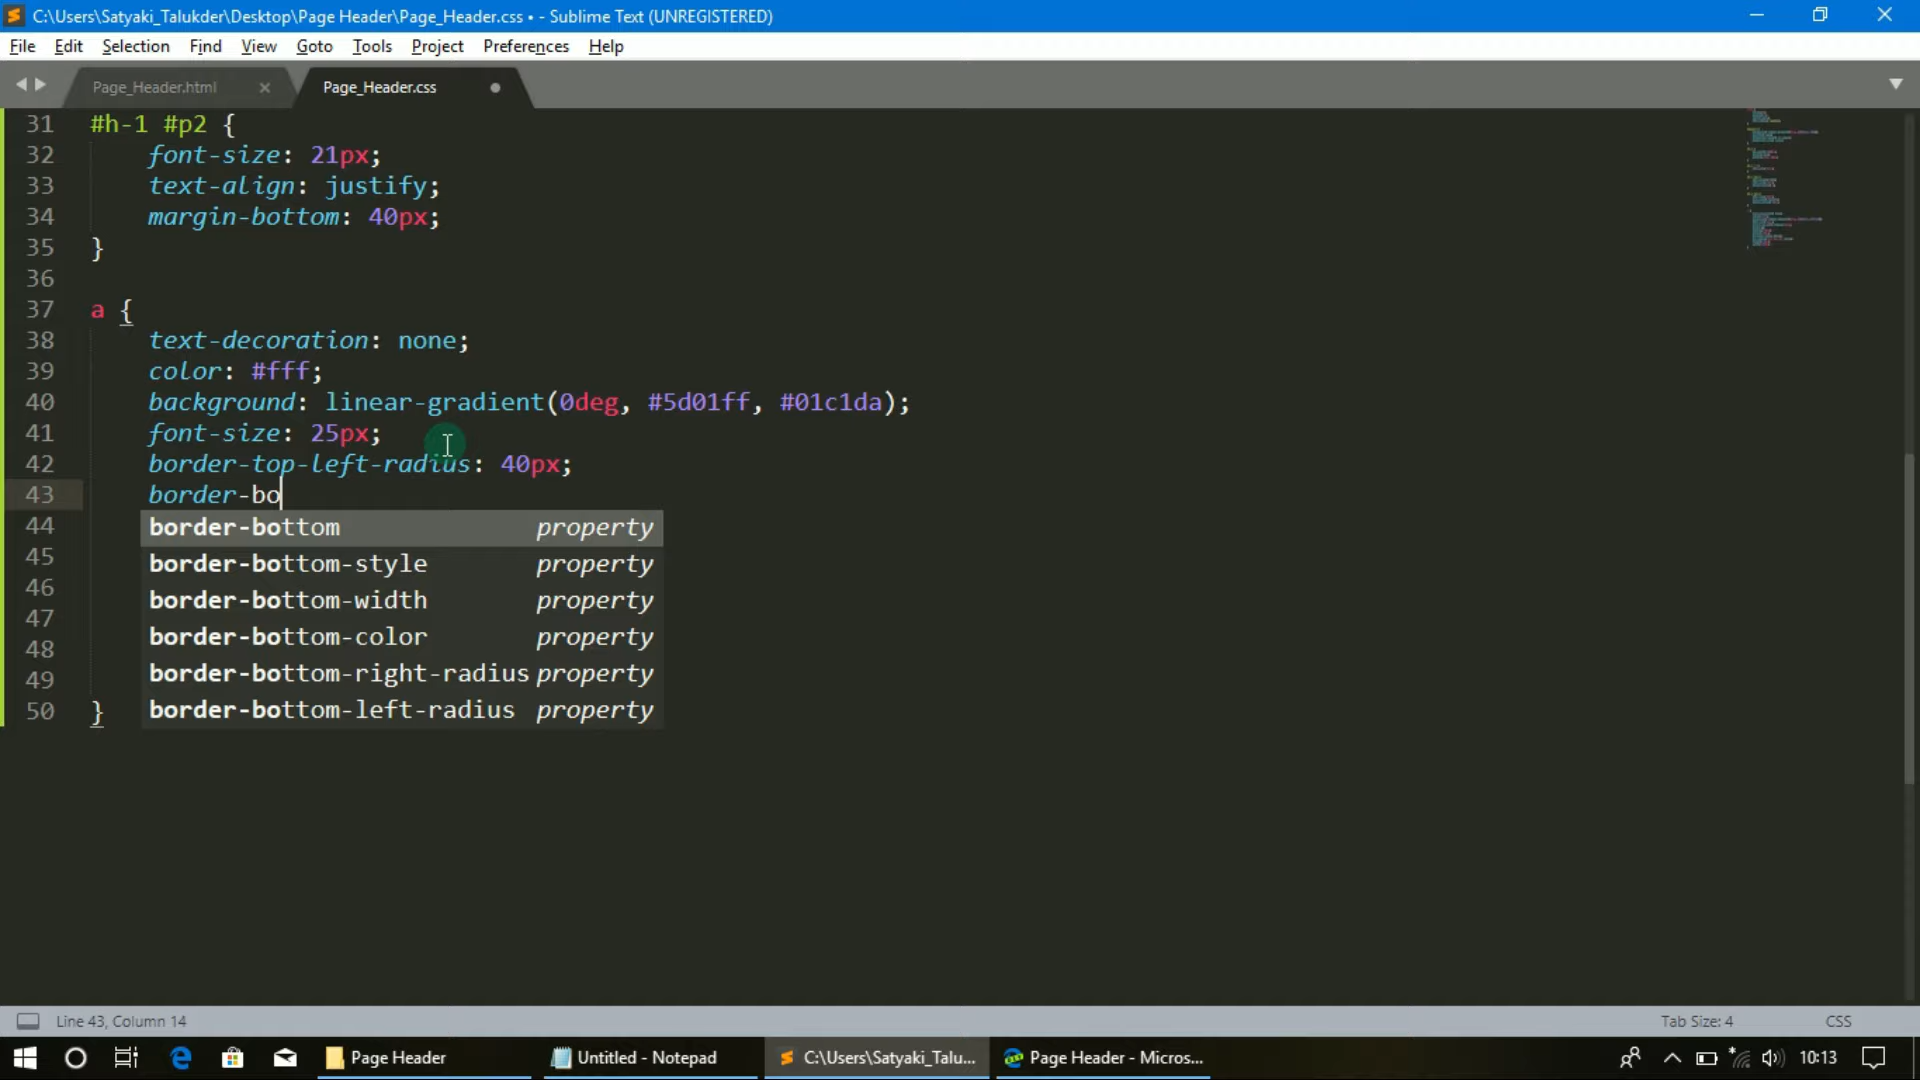 C:\Users\Satyaki_Talukder\Desktop\Page Header\Page_Header.css • - Sublime Text (UNREGISTERED)
File Edit Selection Find View Goto Tools Project Preferences Help
Page_Header.html Page_Header.css
31 #h-1 #p2 {
32 font-size: 21px;
33 text-align: justify;
34 margin-bottom: 40px;
35 }
36
37 a {
38 text-decoration: none;
39 color: #fff;
40 background: linear-gradient(0deg, #5d01ff, #01c1da);
41 font-size: 25px;
42 border-top-left-radius: 40px;
43 border-bo
44 border-bottom property
45 border-bottom-style property
46 border-bottom-width property
47 border-bottom-color property
48 border-bottom-right-radius property
49 border-bottom-left-radius property
50 }
Line 43, Column 14 Tab Size: 4 CSS
Page Header Untitled - Notepad C:\Users\Satyaki_Talu... Page Header - Micros... 10:13